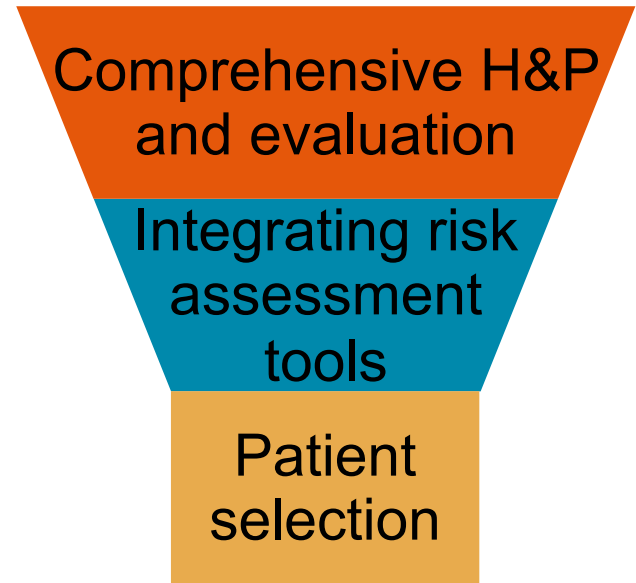 Comprehensive H&P
and evaluation
Integrating risk
assessment
tools
Patient
selection